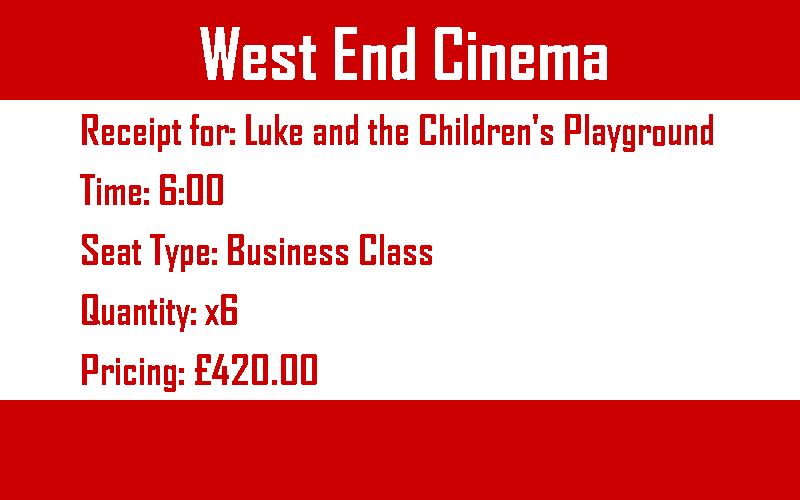 West End Cinema
Receipt for: Luke and the Children's Playground
Time: 6:00
Seat Type: Business Class
Quantity: x6
Pricing: £420.00